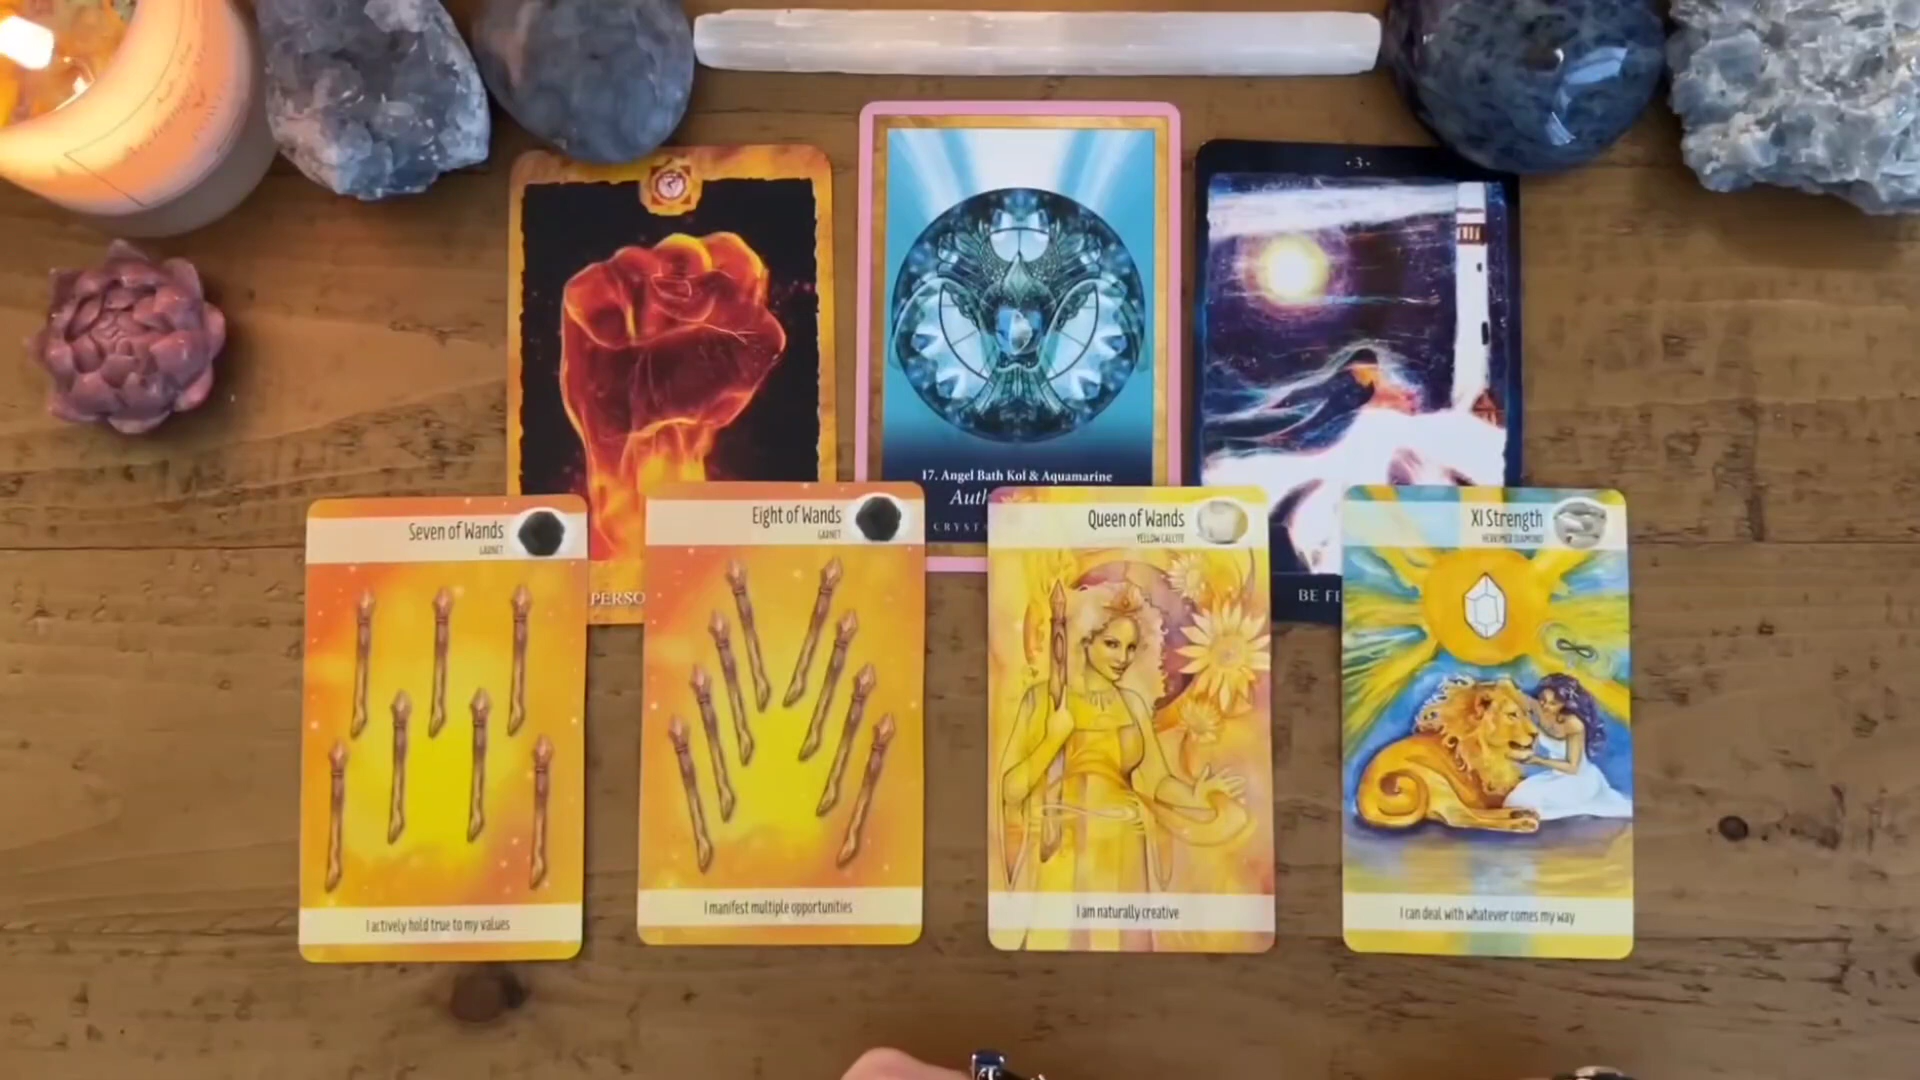 ·3·
17. Angel Bath Kol & Aquamarine
Auth
CRYST
PERSO
BE FE
Seven of Wands
GARNET
I actively hold true to my values
Eight of Wands
GARNET
I manifest multiple opportunities
Queen of Wands
YELLOW CALCITE
I am naturally creative
XI Strength
HERKIMER DIAMOND
I can deal with whatever comes my way